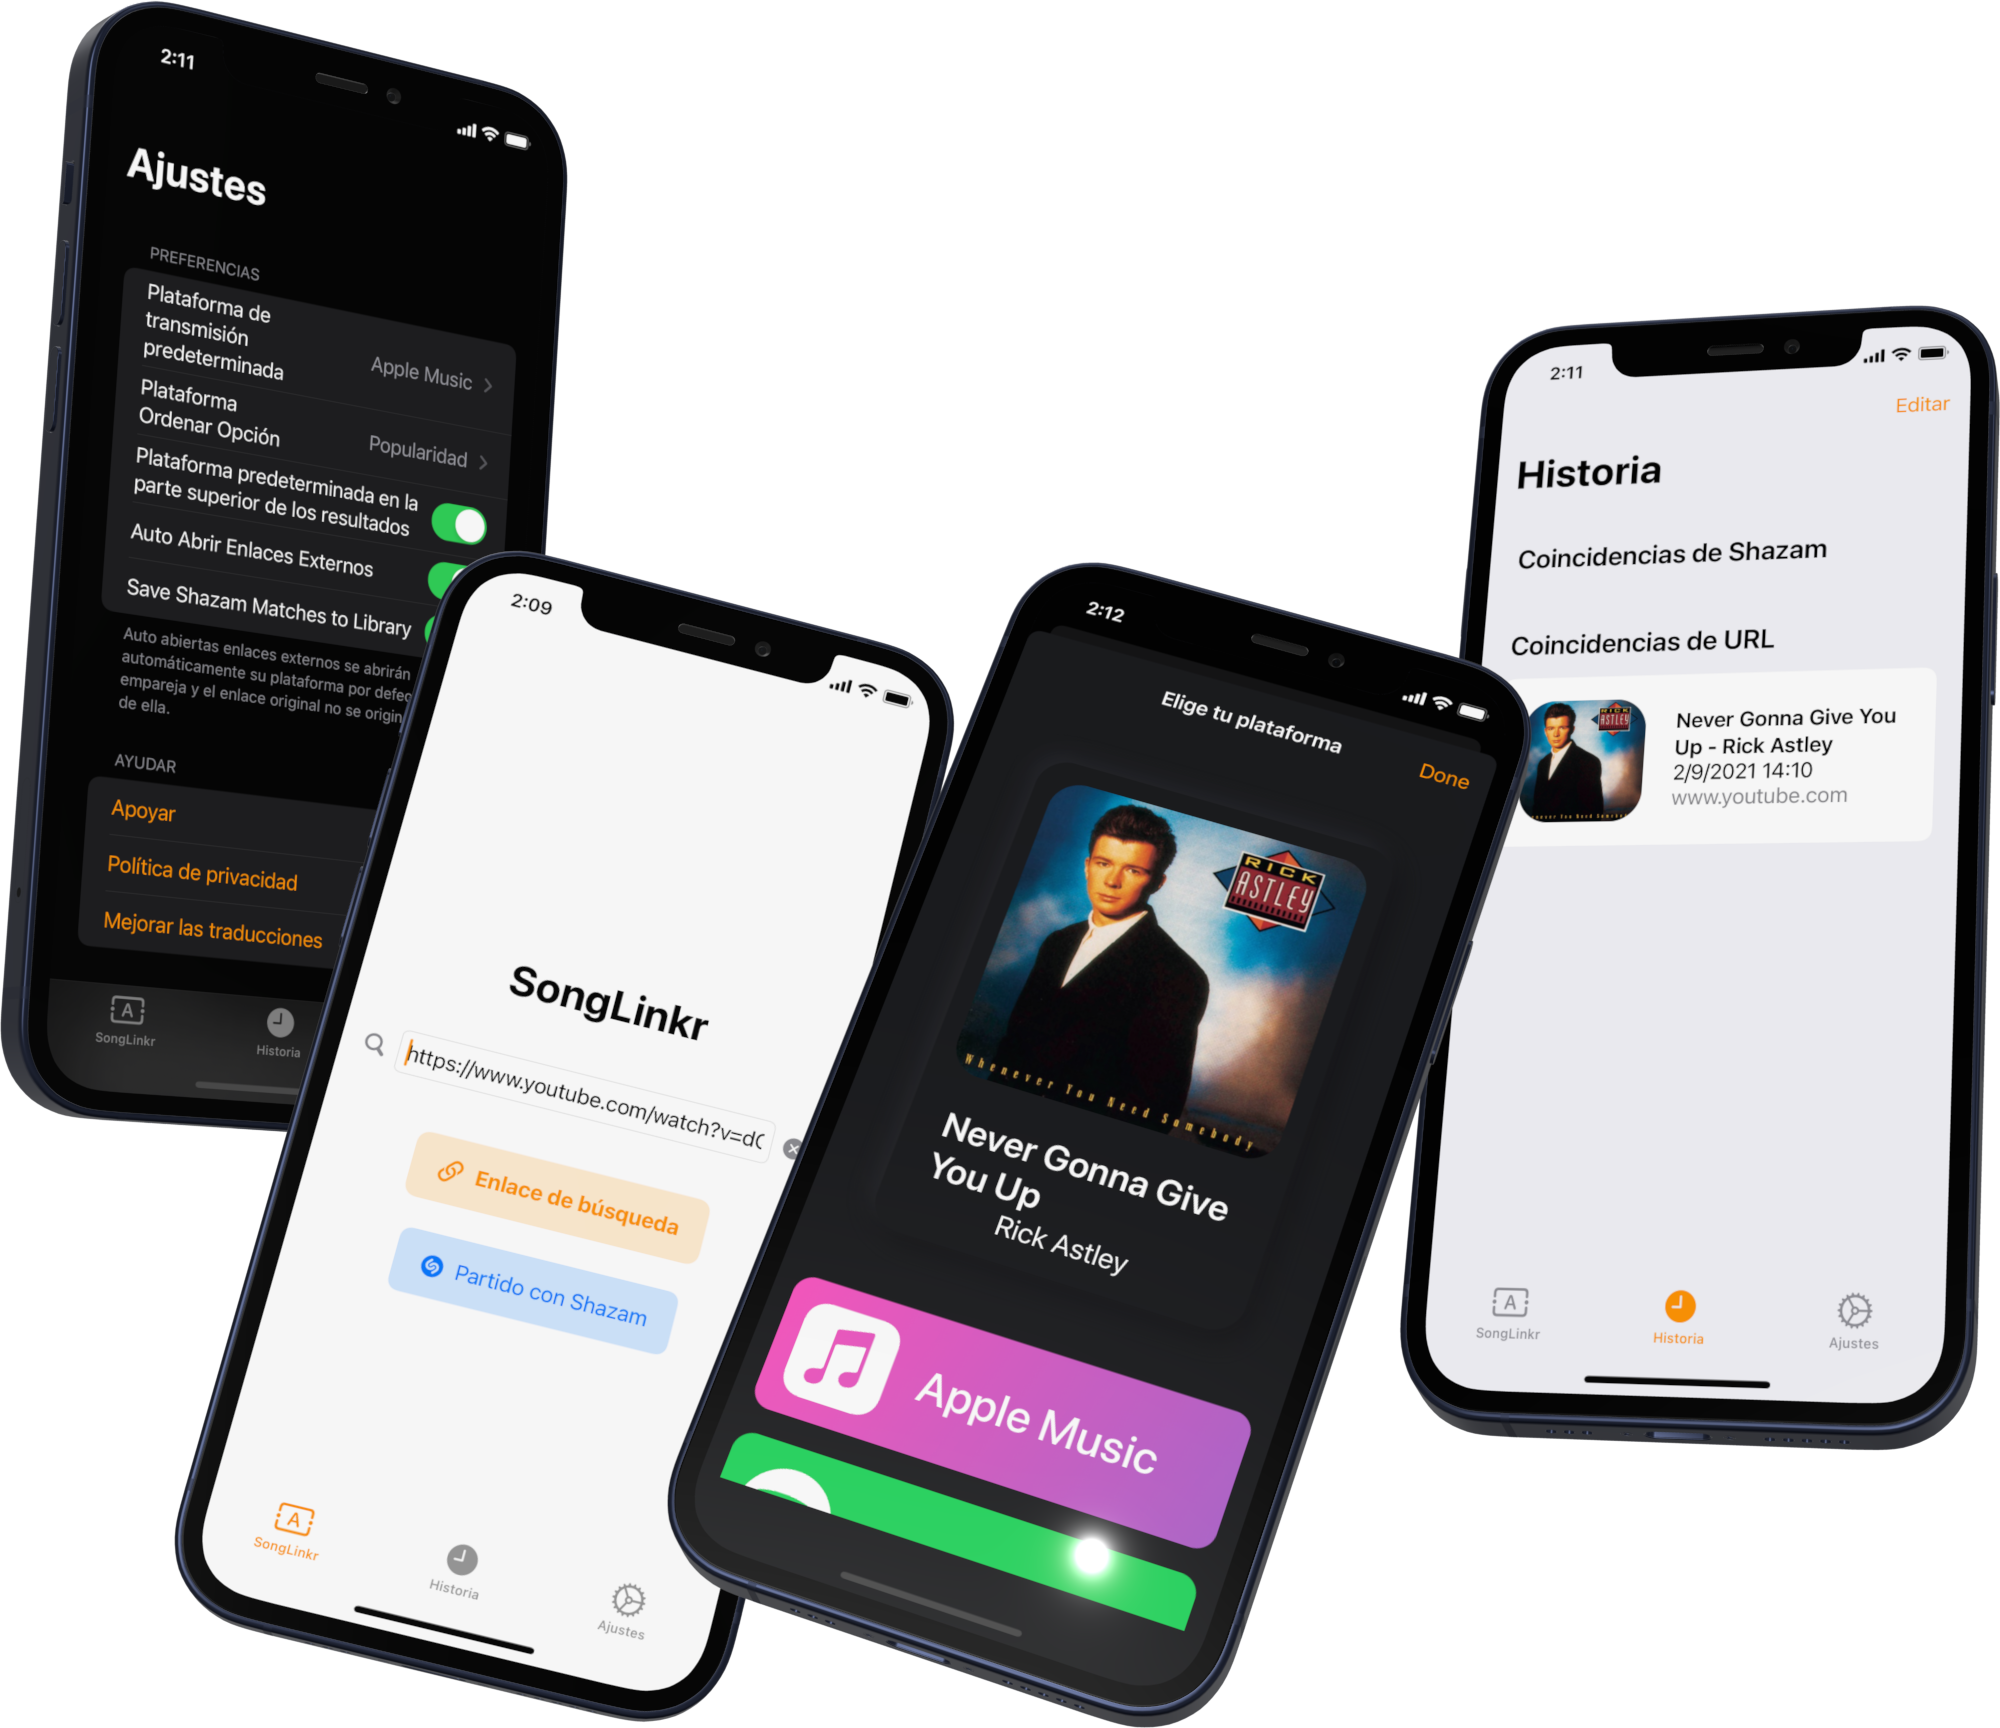 2:11
Ajustes
PREFERENCIAS
Plataforma de
transmisión
predeterminada
Apple Music
Plataforma
Ordenar Opción
Popularidad
Plataforma predeterminada en la
parte superior de los resultados
Auto Abrir Enlaces Externos
Save Shazam Matches to Library
Auto abiertas enlaces externos se abrirán
automáticamente su plataforma por
empareja y el enlace original no se
de ella.
AYUDAR
Apoyar
Política de privacidad
Mejorar las traducciones
SongLinkr
Historia
2:09
SongLinkr
https://www.youtube.com/watch?v=d
Enlace de búsqueda
Partido con Shazam
SongLinkr
Historia
Ajustes
2:12
Elige tu plataforma
Done
RICK
ASTLEY
Whenever You Need Somebody
Never Gonna Give
You Up
Rick Astley
Apple Music
2:11
Editar
Historia
Coincidencias de Shazam
Coincidencias de URL
RICK
ASTLEY
Never Gonna Give You
Up - Rick Astley
2/9/2021 14:10
www.youtube.com
SongLinkr
Historia
Ajustes